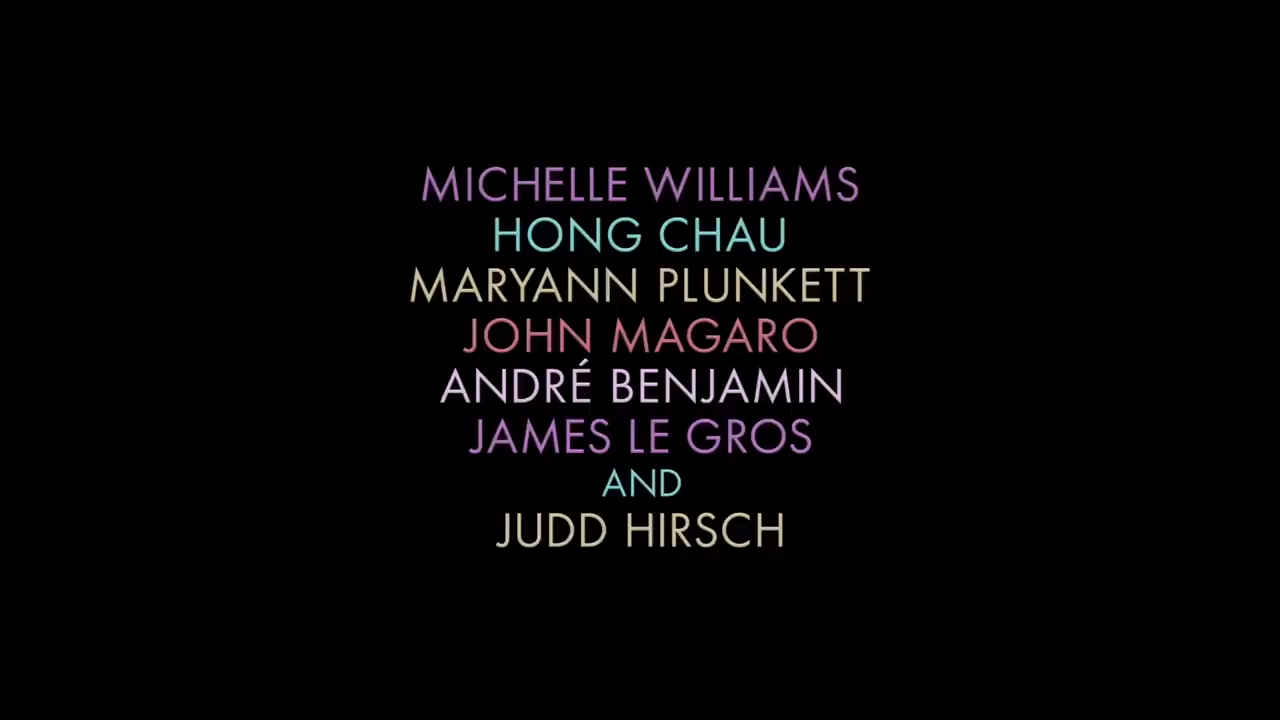 MICHELLE WILLIAMS
HONG CHAU
MARYANN PLUNKETT
JOHN MAGARO
ANDRÉ BENJAMIN
JAMES LE GROS
AND
JUDD HIRSCH